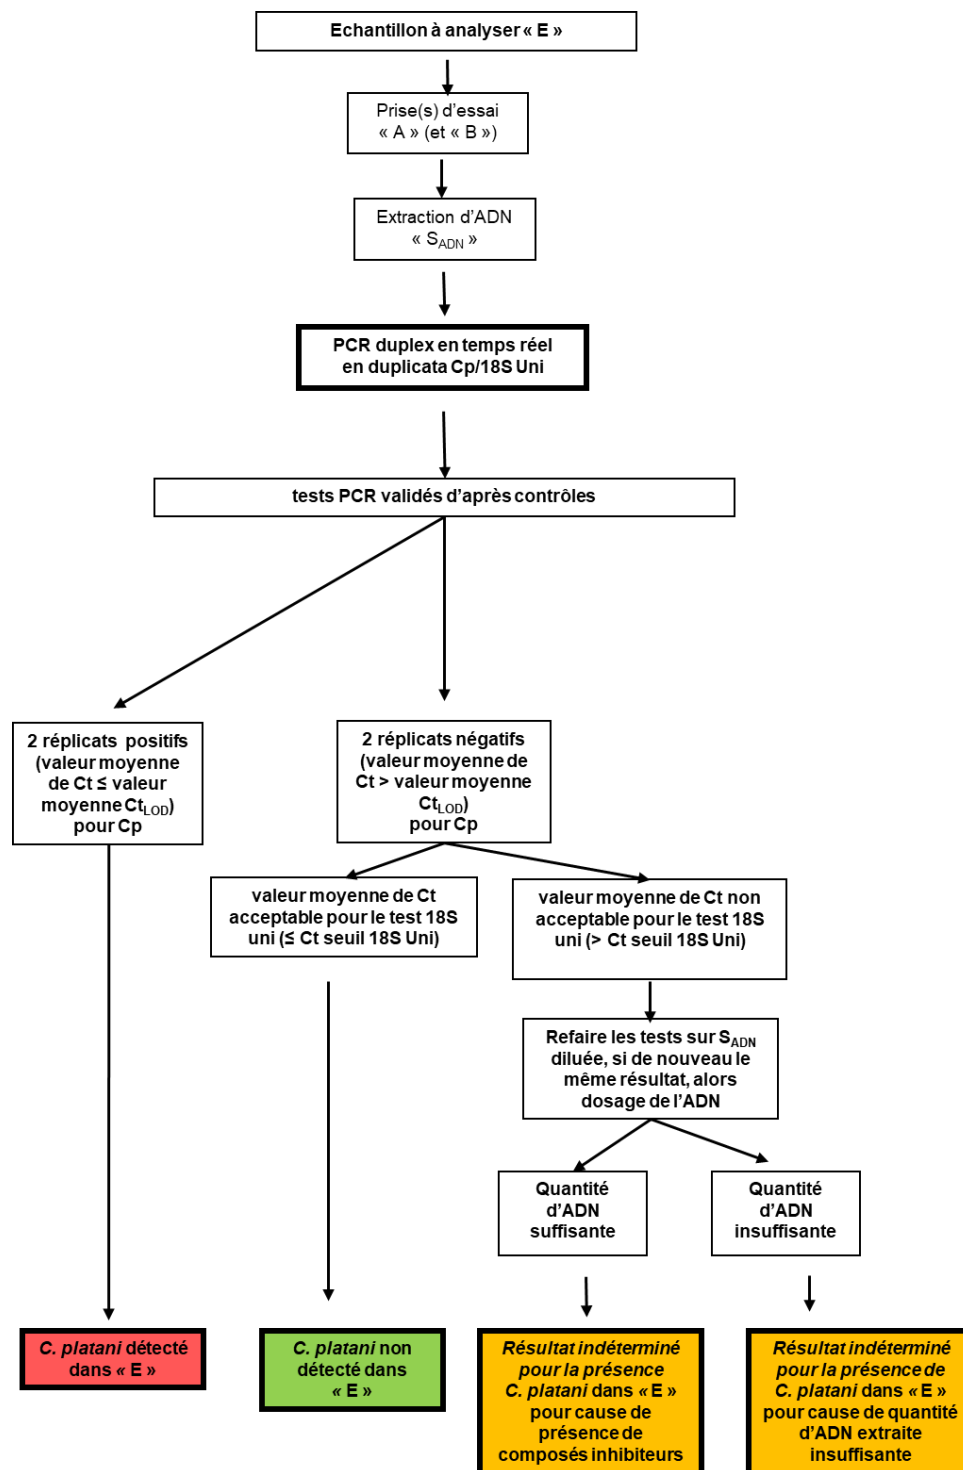 Echantillon à analyser « E »
Prise(s) d'essai
« A » (et « B »)
Extraction d'ADN
« SADN »
PCR duplex en temps réel
en duplicata Cp/18S Uni
tests PCR validés d'après contrôles
2 réplicats positifs
(valeur moyenne
de Ct ≤ valeur
moyenne CtLOD)
pour Cp
2 réplicats négatifs
(valeur moyenne de
Ct > valeur moyenne
CtLOD)
pour Cp
valeur moyenne de Ct
acceptable pour le test 18S
uni (≤ Ct seuil 18S Uni)
valeur moyenne de Ct non
acceptable pour le test 18S
uni (> Ct seuil 18S Uni)
Refaire les tests sur SADN
diluée, si de nouveau le
même résultat, alors
dosage de l'ADN
Quantité
d'ADN
suffisante
Quantité
d'ADN
insuffisante
C. platani détecté
dans « E »
C. platani non
détecté dans
« E »
Résultat indéterminé
pour la présence
C. platani dans « E »
pour cause de
présence de
composés inhibiteurs
Résultat indéterminé
pour la présence de
C. platani dans « E »
pour cause de quantité
d'ADN extraite
insuffisante